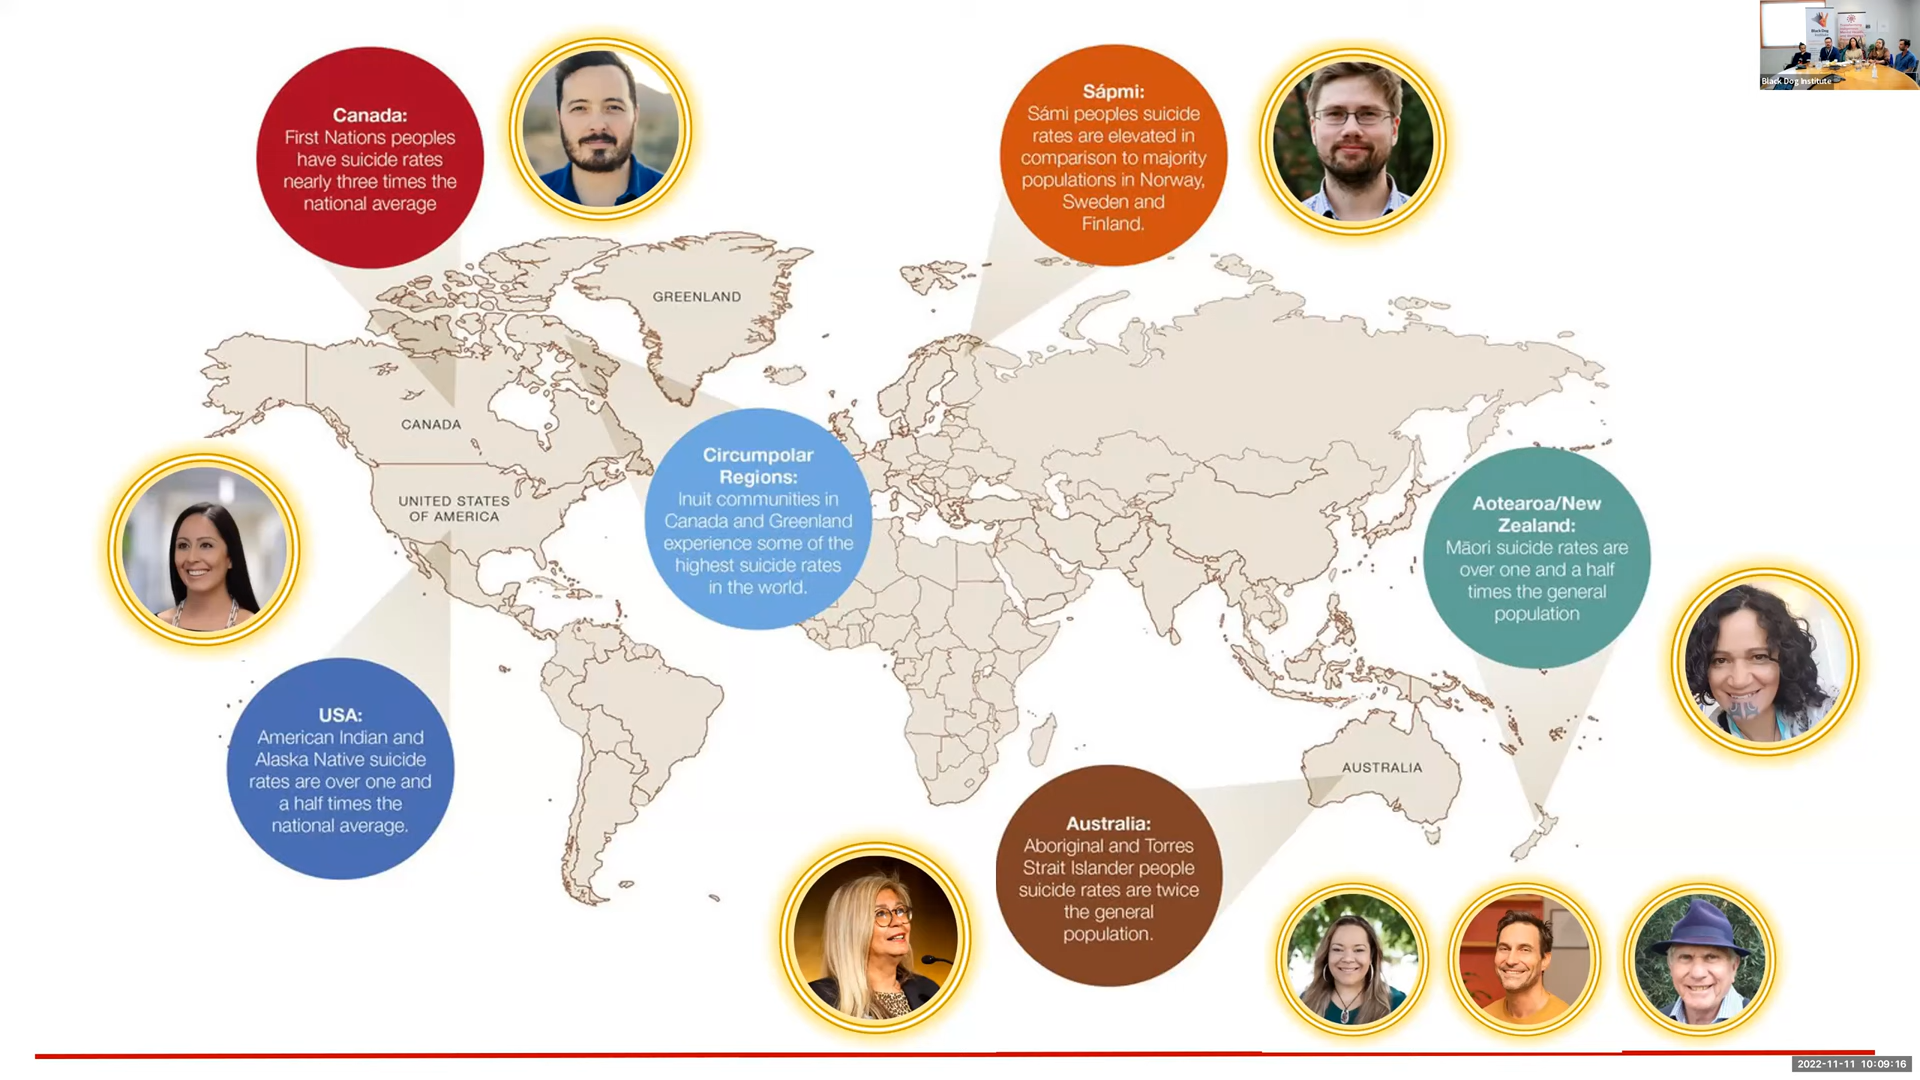 Canada:
First Nations peoples
have suicide rates
nearly three times the
national average
Sápmi:
Sámi peoples suicide
rates are elevated in
comparison to majority
populations in Norway,
Sweden and
Finland.
Black Dog Institute
GREENLAND
CANADA
UNITED STATES
OF AMERICA
Circumpolar
Regions:
Inuit communities in
Canada and Greenland
experience some of the
highest suicide rates
in the world.
Aotearoa/New
Zealand:
Māori suicide rates are
over one and a half
times the general
population
USA:
American Indian and
Alaska Native suicide
rates are over one and
a half times the
national average.
AUSTRALIA
Australia:
Aboriginal and Torres
Strait Islander people
suicide rates are twice
the general
population.
2022-11-11 10:09:16